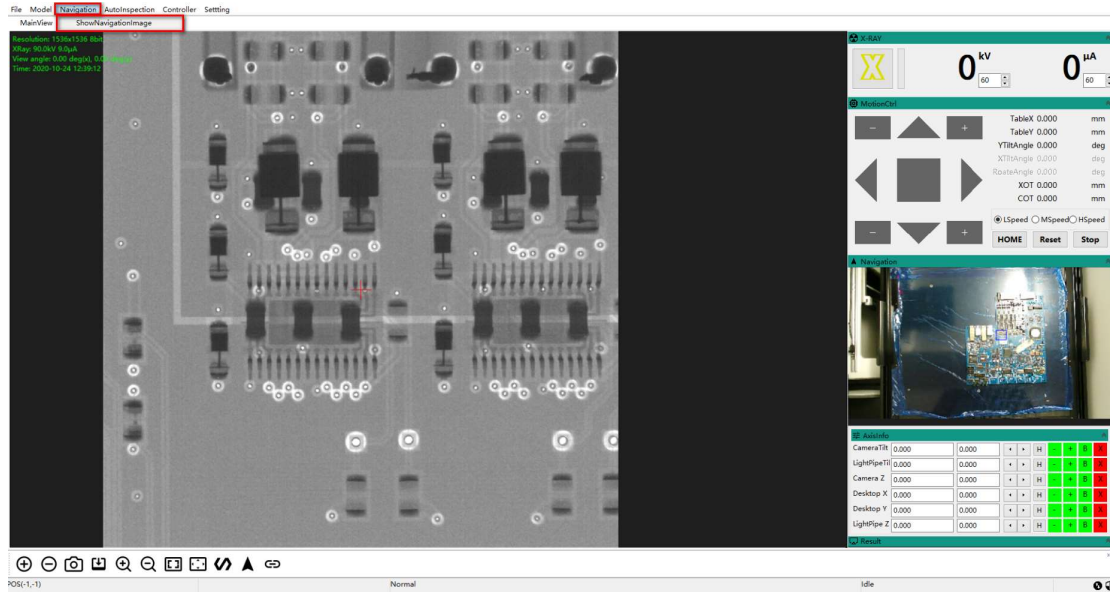 File Model Navigation AutoInspection Controller Settting
MainView ShowNavigationImage
Resolution: 1536x1536 8bit
XRay: 90.0kV 9.0μA
View angle: 0.00 deg(a), 0.0
Time: 2020-10-24 12:39:12
X-RAY
0 kV 60 0 μA 60
MotionCtrl
TableX 0.000 mm
TableY 0.000 mm
YTiltAngle 0.000 deg
XTiltAngle 0.000 deg
RoateAngle 0.000 deg
XOT 0.000 mm
COT 0.000 mm
LSpeed MSpeed HSpeed
HOME Reset Stop
Navigation
AxisInfo
CameraTilt 0.000 0.000 H - + B X
LightPipeTil 0.000 0.000 H - + B X
Camera Z 0.000 0.000 H - + B X
Desktop X 0.000 0.000 H - + B X
Desktop Y 0.000 0.000 H - + B X
LightPipe Z 0.000 0.000 H - + B X
Result
POS(-1,-1) Normal Idle